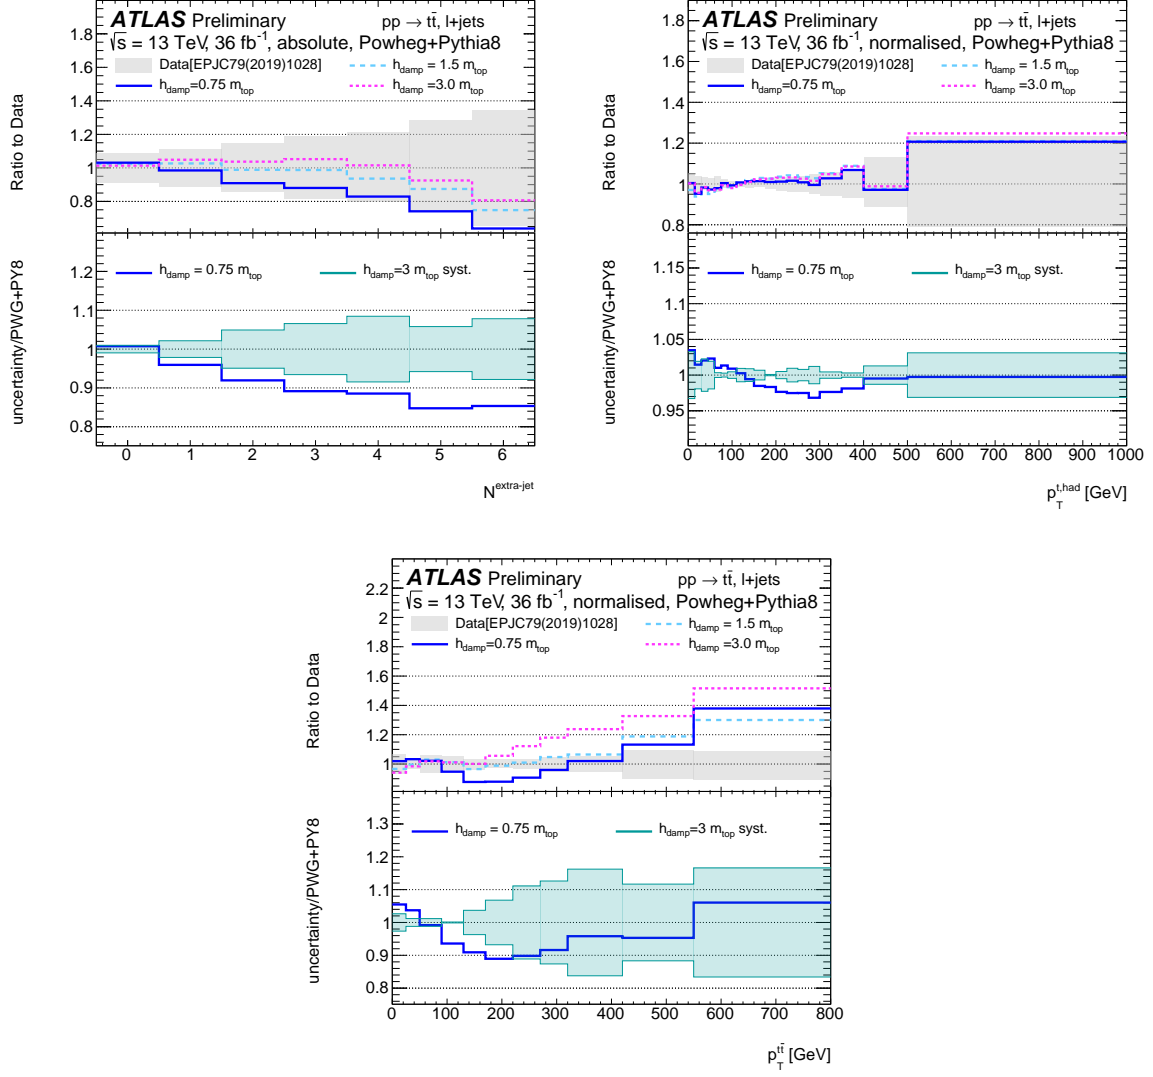 ATLAS Preliminary pp → tt̄, l+jets
√s = 13 TeV, 36 fb⁻¹, absolute, Powheg+Pythia8
Data[EPJC79(2019)1028] h_damp = 1.5 m_top
h_damp=0.75 m_top h_damp =3.0 m_top
Ratio to Data
1.8
1.6
1.4
1.2
1
0.8
h_damp = 0.75 m_top h_damp=3 m_top syst.
uncertainty/PWG+PY8
1.2
1.1
1
0.9
0.8
0 1 2 3 4 5 6
N^extra-jet
ATLAS Preliminary pp → tt̄, l+jets
√s = 13 TeV, 36 fb⁻¹, normalised, Powheg+Pythia8
Data[EPJC79(2019)1028] h_damp = 1.5 m_top
h_damp=0.75 m_top h_damp =3.0 m_top
Ratio to Data
1.8
1.6
1.4
1.2
1
0.8
h_damp = 0.75 m_top h_damp=3 m_top syst.
uncertainty/PWG+PY8
1.15
1.1
1.05
1
0.95
0 100 200 300 400 500 600 700 800 900 1000
p_T^t,had [GeV]
ATLAS Preliminary pp → tt̄, l+jets
√s = 13 TeV, 36 fb⁻¹, normalised, Powheg+Pythia8
Data[EPJC79(2019)1028] h_damp = 1.5 m_top
h_damp=0.75 m_top h_damp =3.0 m_top
Ratio to Data
2.2
2
1.8
1.6
1.4
1.2
1
h_damp = 0.75 m_top h_damp=3 m_top syst.
uncertainty/PWG+PY8
1.3
1.2
1.1
1
0.9
0.8
0 100 200 300 400 500 600 700 800
p_T^tt̄ [GeV]